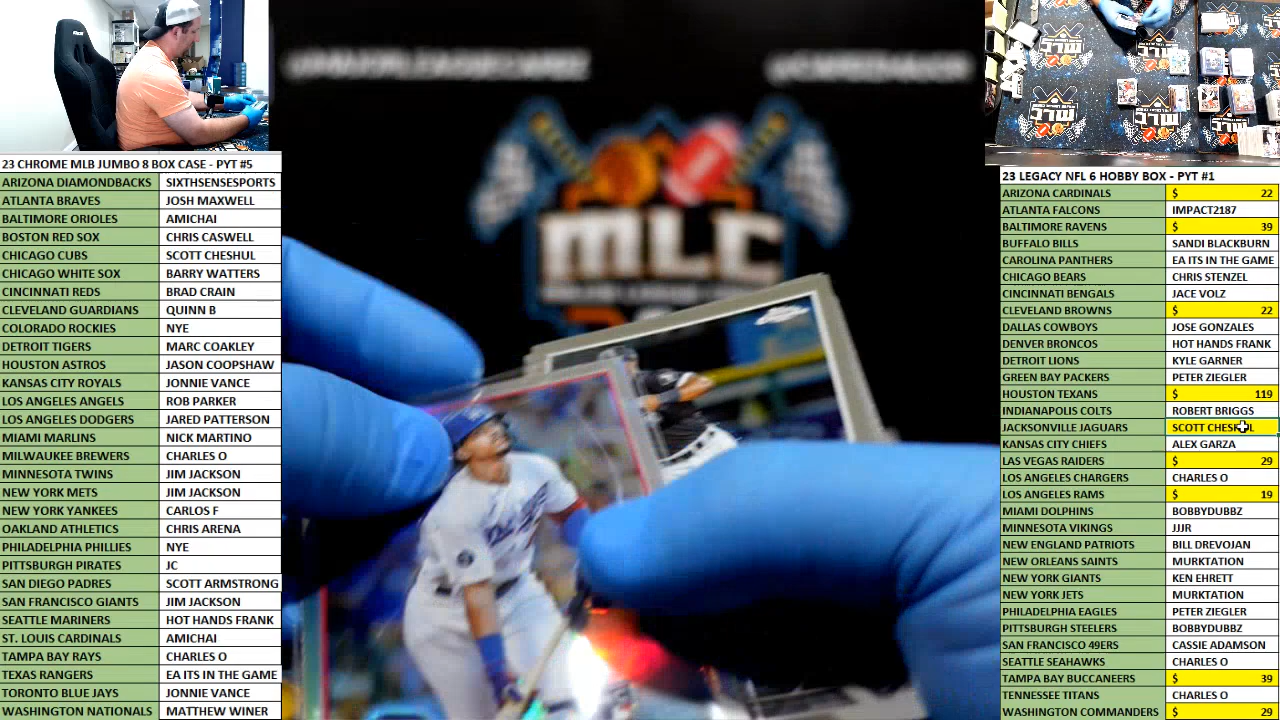 23 CHROME MLB JUMBO 8 BOX CASE - PYT #5
ARIZONA DIAMONDBACKS SIXTHSENSESPORTS
ATLANTA BRAVES JOSH MAXWELL
BALTIMORE ORIOLES AMICHAI
BOSTON RED SOX CHRIS CASWELL
CHICAGO CUBS SCOTT CHESHUL
CHICAGO WHITE SOX BARRY WATTERS
CINCINNATI REDS BRAD CRAIN
CLEVELAND GUARDIANS QUINN B
COLORADO ROCKIES NYE
DETROIT TIGERS MARC COAKLEY
HOUSTON ASTROS JASON COOPSHAW
KANSAS CITY ROYALS JONNIE VANCE
LOS ANGELES ANGELS ROB PARKER
LOS ANGELES DODGERS JARED PATTERSON
MIAMI MARLINS NICK MARTINO
MILWAUKEE BREWERS CHARLES O
MINNESOTA TWINS JIM JACKSON
NEW YORK METS JIM JACKSON
NEW YORK YANKEES CARLOS F
OAKLAND ATHLETICS CHRIS ARENA
PHILADELPHIA PHILLIES NYE
PITTSBURGH PIRATES JC
SAN DIEGO PADRES SCOTT ARMSTRONG
SAN FRANCISCO GIANTS JIM JACKSON
SEATTLE MARINERS HOT HANDS FRANK
ST. LOUIS CARDINALS AMICHAI
TAMPA BAY RAYS CHARLES O
TEXAS RANGERS EA ITS IN THE GAME
TORONTO BLUE JAYS JONNIE VANCE
WASHINGTON NATIONALS MATTHEW WINER
MLC
Dodgers
23 LEGACY NFL 6 HOBBY BOX - PYT #1
ARIZONA CARDINALS $ 22
ATLANTA FALCONS IMPACT2187
BALTIMORE RAVENS $ 39
BUFFALO BILLS SANDI BLACKBURN
CAROLINA PANTHERS EA ITS IN THE GAME
CHICAGO BEARS CHRIS STENZEL
CINCINNATI BENGALS JACE VOLZ
CLEVELAND BROWNS $ 22
DALLAS COWBOYS JOSE GONZALES
DENVER BRONCOS HOT HANDS FRANK
DETROIT LIONS KYLE GARNER
GREEN BAY PACKERS PETER ZIEGLER
HOUSTON TEXANS $ 119
INDIANAPOLIS COLTS ROBERT BRIGGS
JACKSONVILLE JAGUARS SCOTT CHESHUL
KANSAS CITY CHIEFS ALEX GARZA
LAS VEGAS RAIDERS $ 29
LOS ANGELES CHARGERS CHARLES O
LOS ANGELES RAMS $ 19
MIAMI DOLPHINS BOBBYDUBBZ
MINNESOTA VIKINGS JJJR
NEW ENGLAND PATRIOTS BILL DREVOJAN
NEW ORLEANS SAINTS MURKTATION
NEW YORK GIANTS KEN EHRETT
NEW YORK JETS MURKTATION
PHILADELPHIA EAGLES PETER ZIEGLER
PITTSBURGH STEELERS BOBBYDUBBZ
SAN FRANCISCO 49ERS CASSIE ADAMSON
SEATTLE SEAHAWKS CHARLES O
TAMPA BAY BUCCANEERS $ 39
TENNESSEE TITANS CHARLES O
WASHINGTON COMMANDERS $ 29